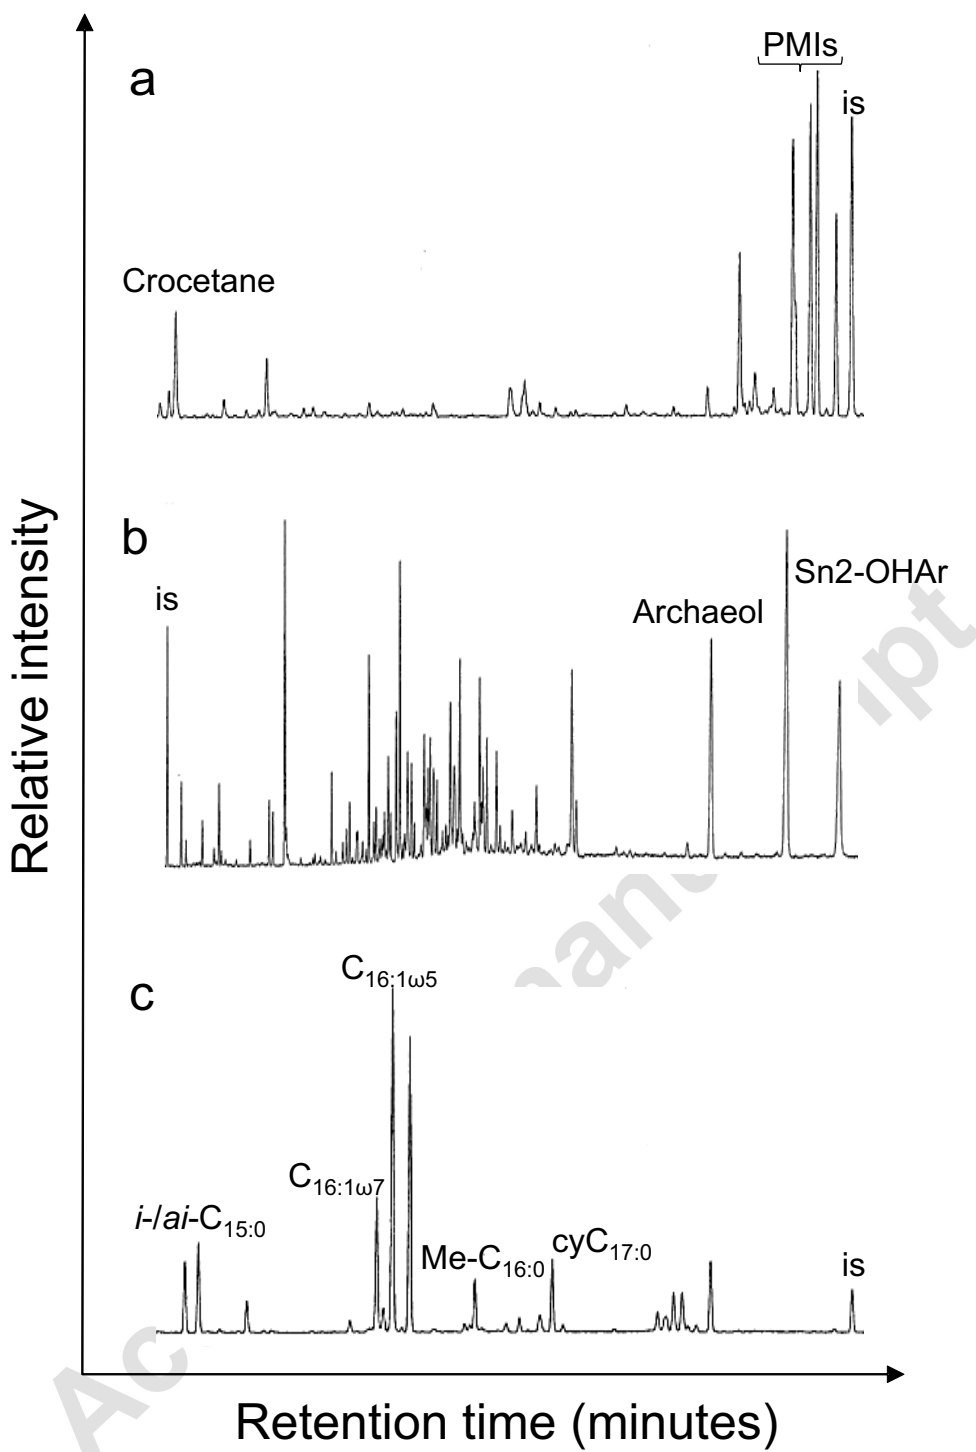 a
PMIs
is
Crocetane
b
is
Archaeol
Sn2-OHAr
c
C16:1ω5
C16:1ω7
i-/ai-C15:0
Me-C16:0
cyC17:0
is
Relative intensity
Retention time (minutes)